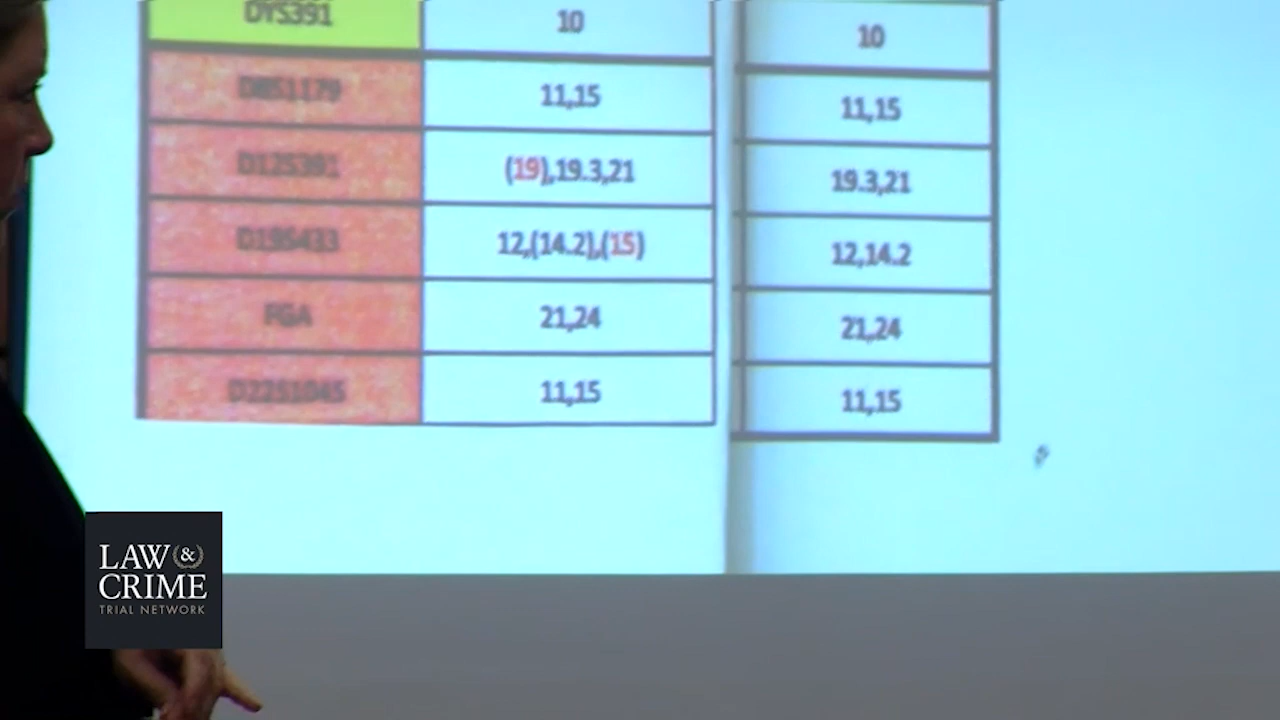 DYS391 10 10
D8S1179 11,15 11,15
D12S391 (19),19.3,21 19.3,21
D19S433 12,(14.2),(15) 12,14.2
FGA 21,24 21,24
D22S1045 11,15 11,15
LAW &
CRIME
TRIAL NETWORK